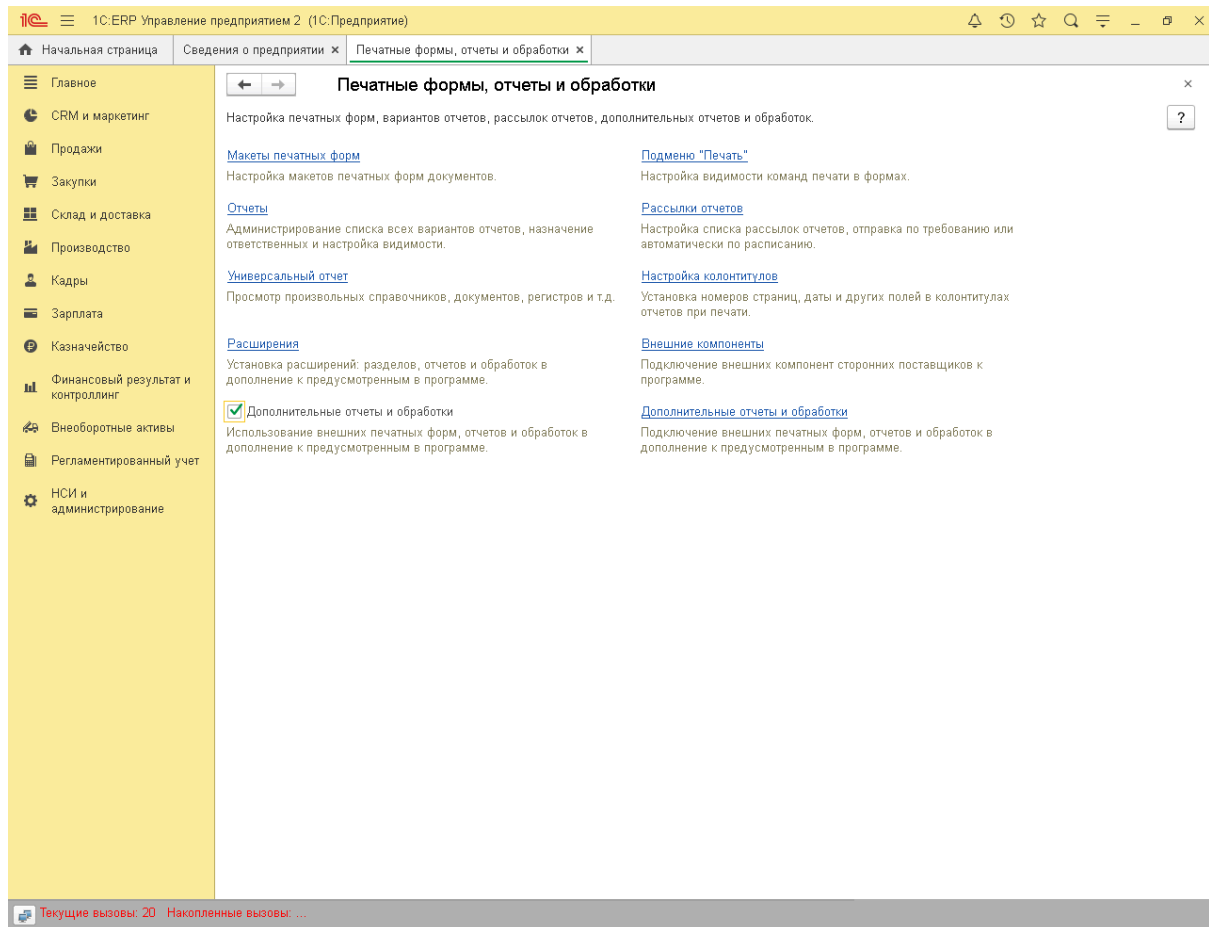 1С:ERP Управление предприятием 2 (1С:Предприятие)
Начальная страница
Сведения о предприятии ×
Печатные формы, отчеты и обработки ×
Главное
CRM и маркетинг
Продажи
Закупки
Склад и доставка
Производство
Кадры
Зарплата
Казначейство
Финансовый результат и
контроллинг
Внеоборотные активы
Регламентированный учет
НСИ и
администрирование
Печатные формы, отчеты и обработки
Настройка печатных форм, вариантов отчетов, рассылок отчетов, дополнительных отчетов и обработок.
?
Макеты печатных форм
Настройка макетов печатных форм документов.
Подменю "Печать"
Настройка видимости команд печати в формах.
Отчеты
Администрирование списка всех вариантов отчетов, назначение
ответственных и настройка видимости.
Рассылки отчетов
Настройка списка рассылок отчетов, отправка по требованию или
автоматически по расписанию.
Универсальный отчет
Просмотр произвольных справочников, документов, регистров и т.д.
Настройка колонтитулов
Установка номеров страниц, даты и других полей в колонтитулах
отчетов при печати.
Расширения
Установка расширений: разделов, отчетов и обработок в
дополнение к предусмотренным в программе.
Внешние компоненты
Подключение внешних компонент сторонних поставщиков к
программе.
Дополнительные отчеты и обработки
Использование внешних печатных форм, отчетов и обработок в
дополнение к предусмотренным в программе.
Дополнительные отчеты и обработки
Подключение внешних печатных форм, отчетов и обработок в
дополнение к предусмотренным в программе.
Текущие вызовы: 20 Накопленные вызовы: ...